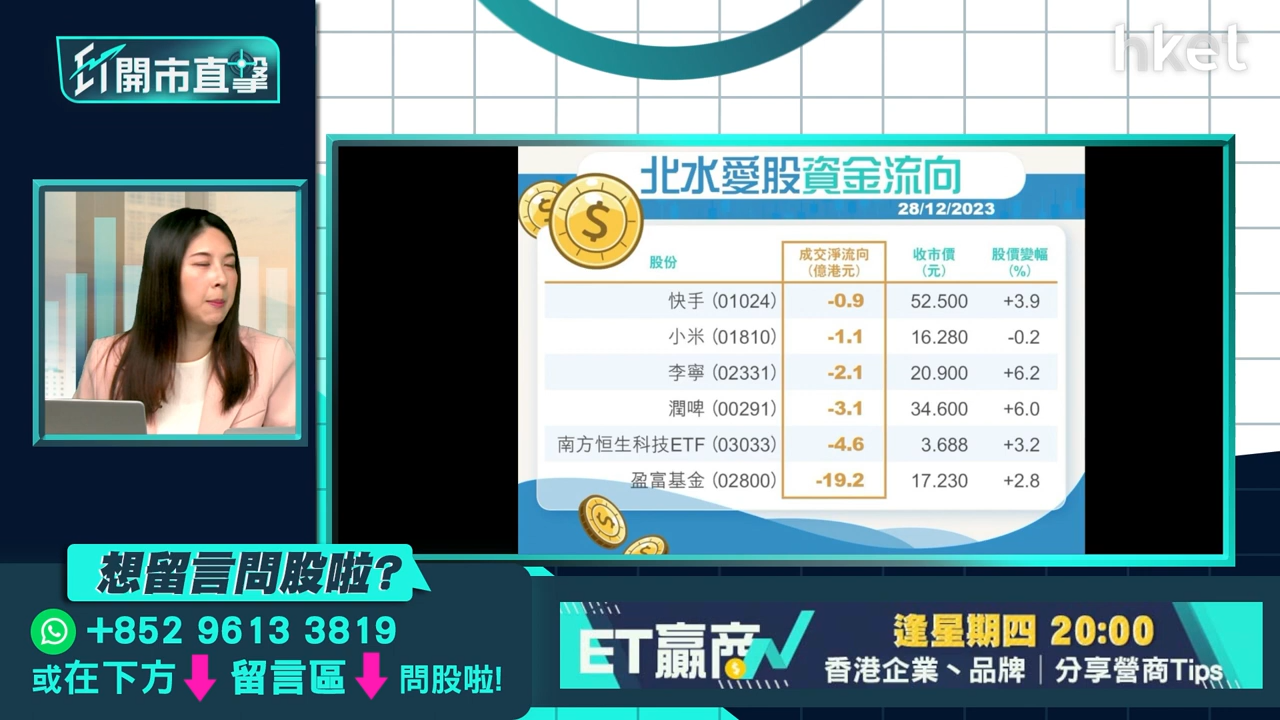 ET開市直擊
hket
北水愛股資金流向
28/12/2023
股份 成交淨流向 (億港元) 收市價 (元) 股價變幅 (%)
快手 (01024) -0.9 52.500 +3.9
小米 (01810) -1.1 16.280 -0.2
李寧 (02331) -2.1 20.900 +6.2
潤啤 (00291) -3.1 34.600 +6.0
南方恒生科技ETF (03033) -4.6 3.688 +3.2
盈富基金 (02800) -19.2 17.230 +2.8
想留言問股啦?
+852 9613 3819
或在下方 留言區 問股啦!
ET贏商
逢星期四 20:00
香港企業、品牌｜分享營商Tips